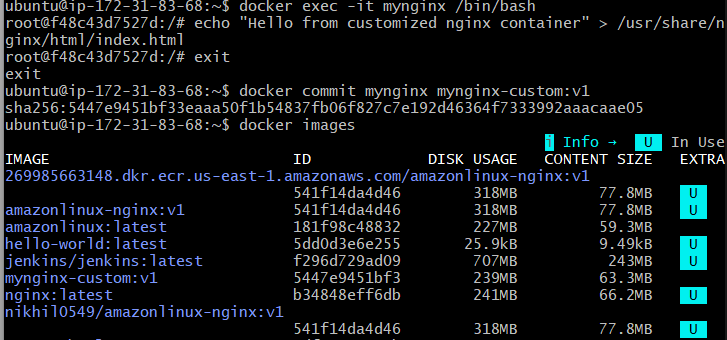 ubuntu@ip-172-31-83-68:~$ docker exec -it mynginx /bin/bash
root@f48c43d7527d:/# echo "Hello from customized nginx container" > /usr/share/n
ginx/html/index.html
root@f48c43d7527d:/# exit
exit
ubuntu@ip-172-31-83-68:~$ docker commit mynginx mynginx-custom:v1
sha256:5447e9451bf33eaaa50f1b54837fb06f827c7e192d46364f7333992aaacaae05
ubuntu@ip-172-31-83-68:~$ docker images
i Info → U In Use
IMAGE ID DISK USAGE CONTENT SIZE EXTRA
269985663148.dkr.ecr.us-east-1.amazonaws.com/amazonlinux-nginx:v1
541f14da4d46 318MB 77.8MB U
amazonlinux-nginx:v1 541f14da4d46 318MB 77.8MB U
amazonlinux:latest 181f98c48832 227MB 59.3MB
hello-world:latest 5dd0d3e6e255 25.9kB 9.49kB U
jenkins/jenkins:latest f296d729ad09 707MB 243MB U
mynginx-custom:v1 5447e9451bf3 239MB 63.3MB
nginx:latest b34848eff6db 241MB 66.2MB U
nikhil0549/amazonlinux-nginx:v1
541f14da4d46 318MB 77.8MB U